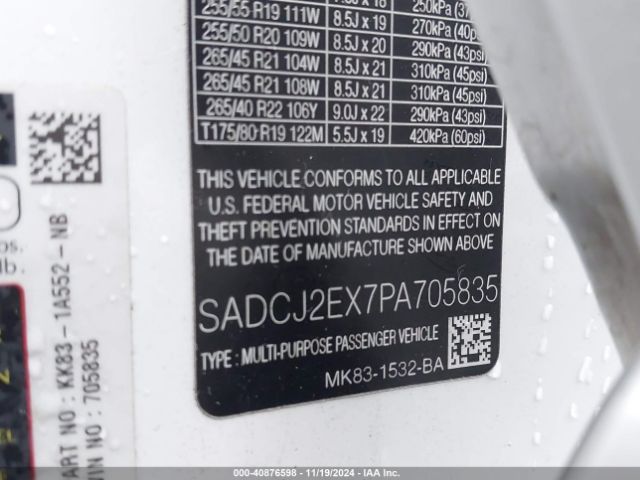 255/55 R19 111W 8.5J x 19 270kPa (40psi)
255/50 R20 109W 8.5J x 20 290kPa (43psi)
265/45 R21 104W 8.5J x 21 310kPa (45psi)
265/45 R21 108W 8.5J x 21 310kPa (45psi)
265/40 R22 106Y 9.0J x 22 290kPa (43psi)
T175/80 R19 122M 5.5J x 19 420kPa (60psi)
THIS VEHICLE CONFORMS TO ALL APPLICABLE
U.S. FEDERAL MOTOR VEHICLE SAFETY AND
THEFT PREVENTION STANDARDS IN EFFECT ON
THE DATE OF MANUFACTURE SHOWN ABOVE
SADCJ2EX7PA705835
TYPE : MULTI-PURPOSE PASSENGER VEHICLE
MK83-1532-BA
lb.
ART NO : KK83-1A552-NB
VIN NO : 705835
000-40876598 - 11/19/2024 - IAA Inc.